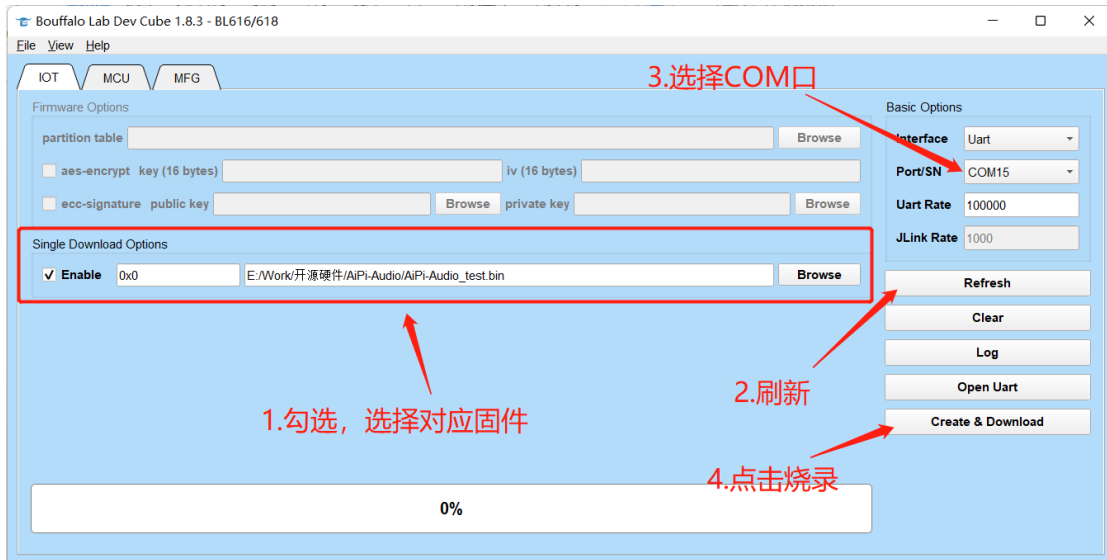 Bouffalo Lab Dev Cube 1.8.3 - BL616/618
File View Help
IOT MCU MFG
3.选择COM口
Firmware Options
Basic Options
partition table Browse
Interface Uart
aes-encrypt key (16 bytes) iv (16 bytes)
Port/SN COM15
ecc-signature public key Browse private key Browse
Uart Rate 100000
JLink Rate 1000
Single Download Options
Enable 0x0 E:/Work/开源硬件/AiPi-Audio/AiPi-Audio_test.bin Browse
Refresh
Clear
Log
2.刷新
Open Uart
1.勾选，选择对应固件
Create & Download
4.点击烧录
0%